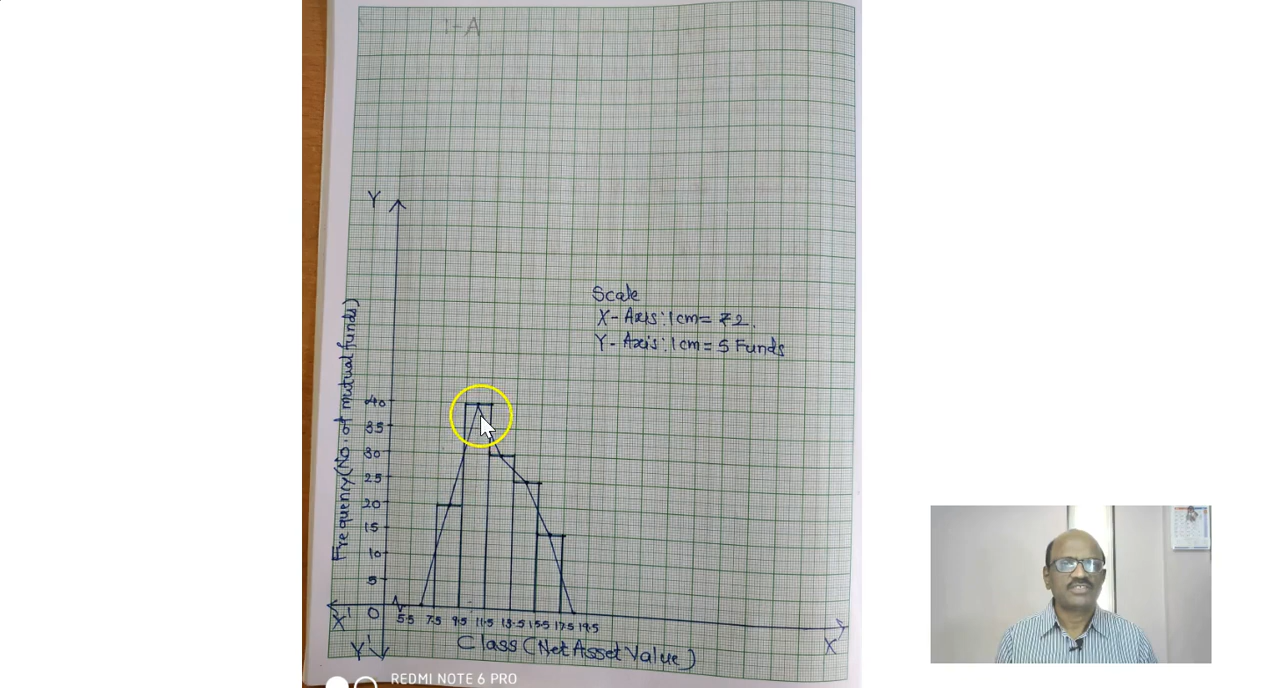 1-A
Y
Scale
X-Axis: 1cm= ₹2.
Y-Axis: 1cm= 5 Funds
Frequency (No. of mutual funds)
40
35
30
25
20
15
10
5
0
X'
5.5 7.5 9.5 11.5 13.5 15.5 17.5 19.5
X
Y'
Class (Net Asset Value)
REDMI NOTE 6 PRO